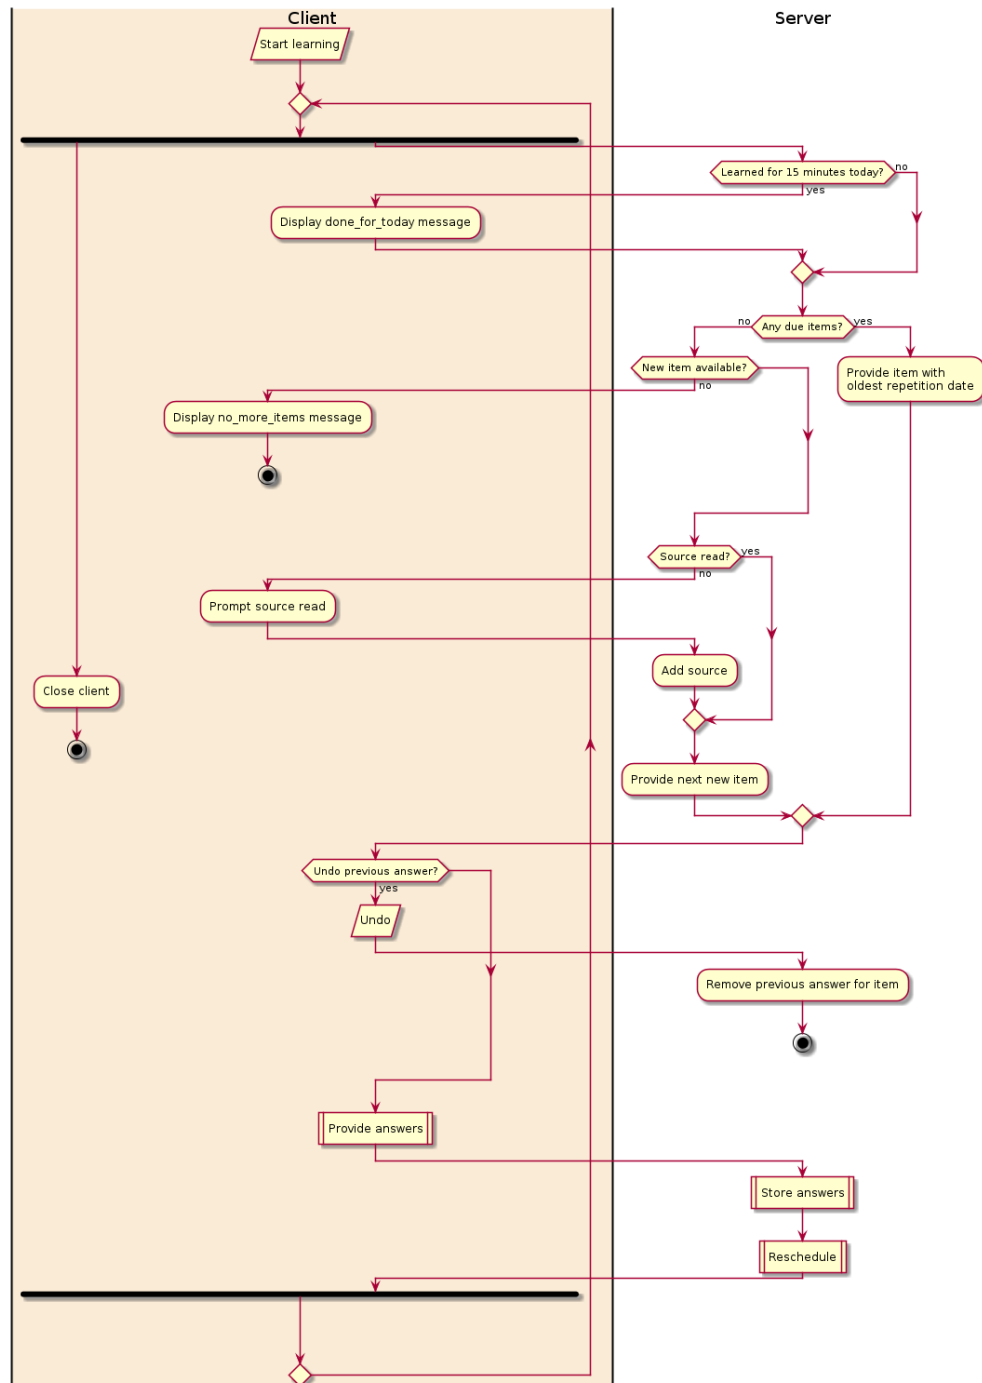 Client
Server
Start learning
Learned for 15 minutes today?
no
yes
Display done_for_today message
no
Any due items?
yes
New item available?
no
Provide item with
oldest repetition date
Display no_more_items message
Source read?
yes
no
Prompt source read
Add source
Close client
Provide next new item
Undo previous answer?
yes
Undo
Remove previous answer for item
Provide answers
Store answers
Reschedule